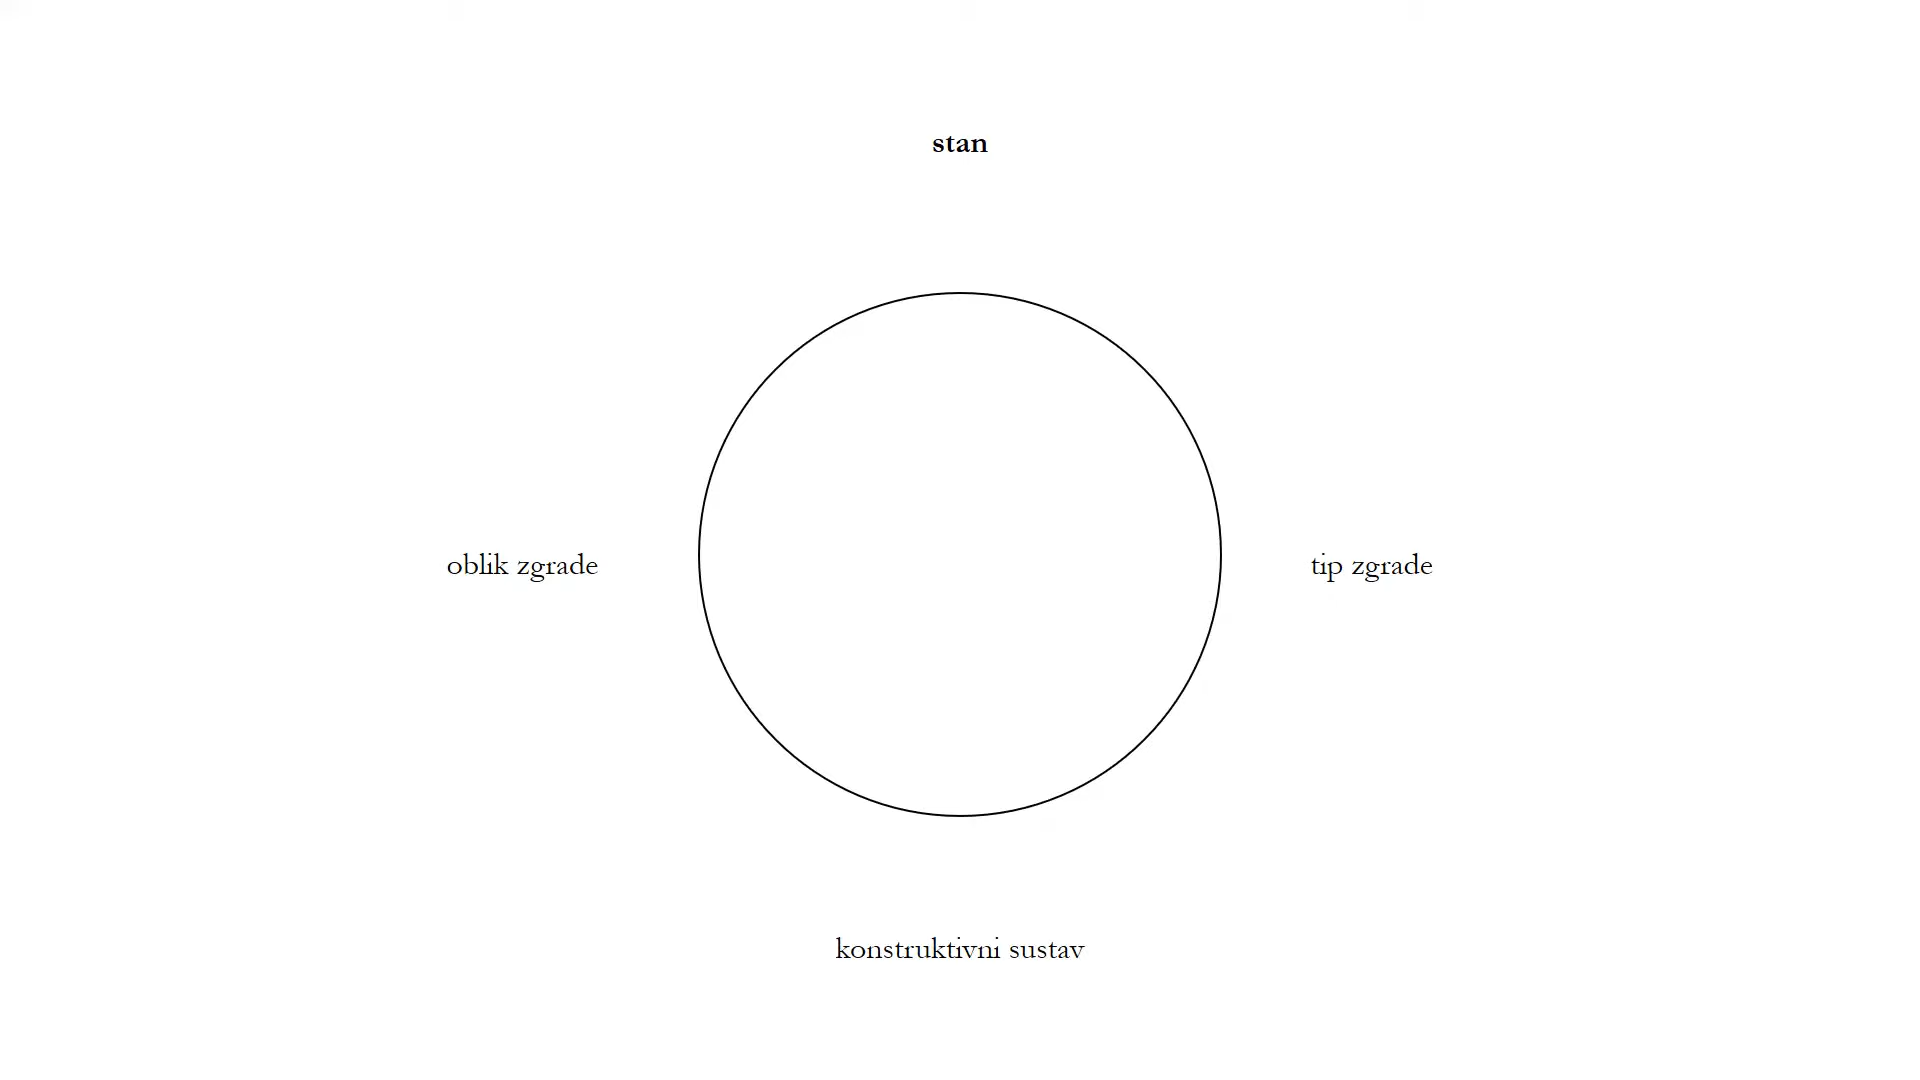 stan
oblik zgrade
tip zgrade
konstruktivni sustav